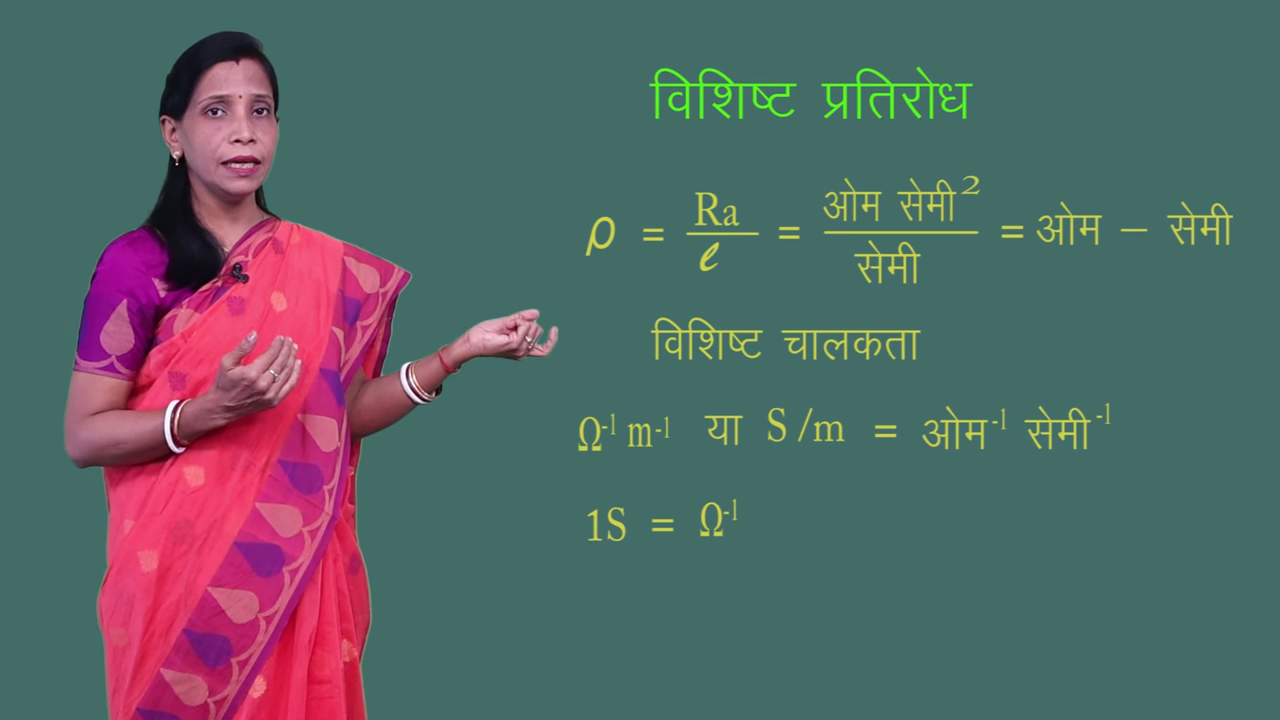 विशिष्ट प्रतिरोध
ρ = Ra/ℓ = ओम सेमी²/सेमी = ओम – सेमी
विशिष्ट चालकता
Ω⁻¹ m⁻¹ या S/m = ओम⁻¹ सेमी⁻¹
1S = Ω⁻¹